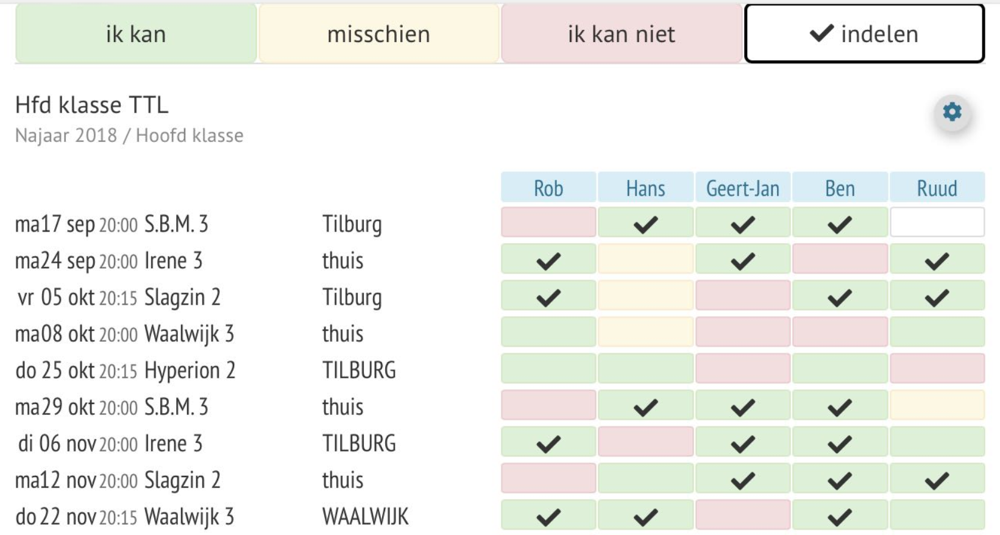 ik kan misschien ik kan niet ✔ indelen
Hfd klasse TTL
Najaar 2018 / Hoofd klasse
Rob Hans Geert-Jan Ben Ruud
ma17 sep 20:00 S.B.M. 3 Tilburg ✔ ✔ ✔
ma24 sep 20:00 Irene 3 thuis ✔ ✔ ✔
vr 05 okt 20:15 Slagzin 2 Tilburg ✔ ✔ ✔
ma08 okt 20:00 Waalwijk 3 thuis
do 25 okt 20:15 Hyperion 2 TILBURG
ma29 okt 20:00 S.B.M. 3 thuis ✔ ✔ ✔
di 06 nov 20:00 Irene 3 TILBURG ✔ ✔ ✔
ma12 nov 20:00 Slagzin 2 thuis ✔ ✔ ✔
do 22 nov 20:15 Waalwijk 3 WAALWIJK ✔ ✔ ✔